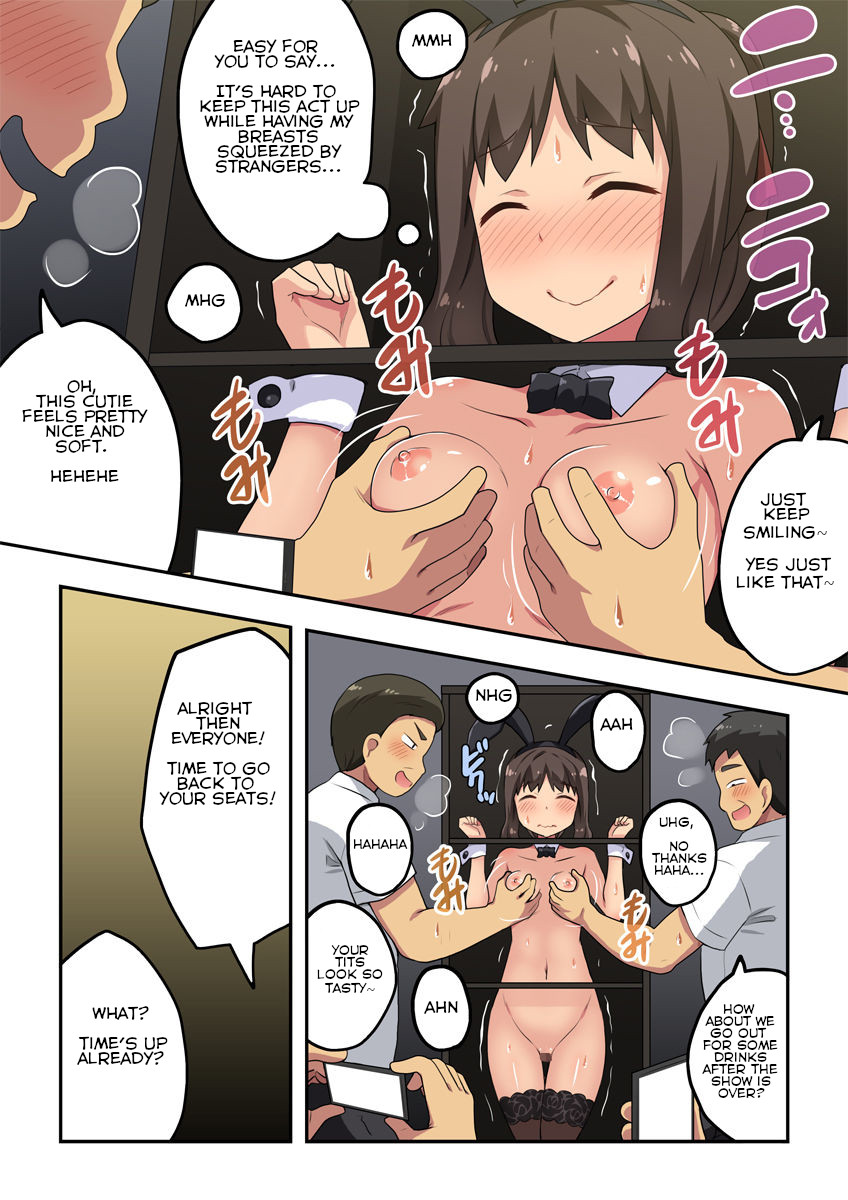 MMH
EASY FOR
YOU TO SAY...
IT'S HARD TO
KEEP THIS ACT UP
WHILE HAVING MY
BREASTS
SQUEEZED BY
STRANGERS...
ニ…
ニコォ
MHG
もみ
もみ
もみ
JUST
KEEP
SMILING~
YES JUST
LIKE THAT~
OH,
THIS CUTIE
FEELS PRETTY
NICE AND
SOFT.
HEHEHE
NHG
AAH
ビクッ
UHG,
NO
THANKS
HAHA...
HAHAHA
もみ
もみ
YOUR
TITS
LOOK SO
TASTY~
AHN
HOW
ABOUT WE
GO OUT
FOR SOME
DRINKS
AFTER THE
SHOW IS
OVER?
ALRIGHT
THEN
EVERYONE!
TIME TO GO
BACK TO
YOUR SEATS!
WHAT?
TIME'S UP
ALREADY?